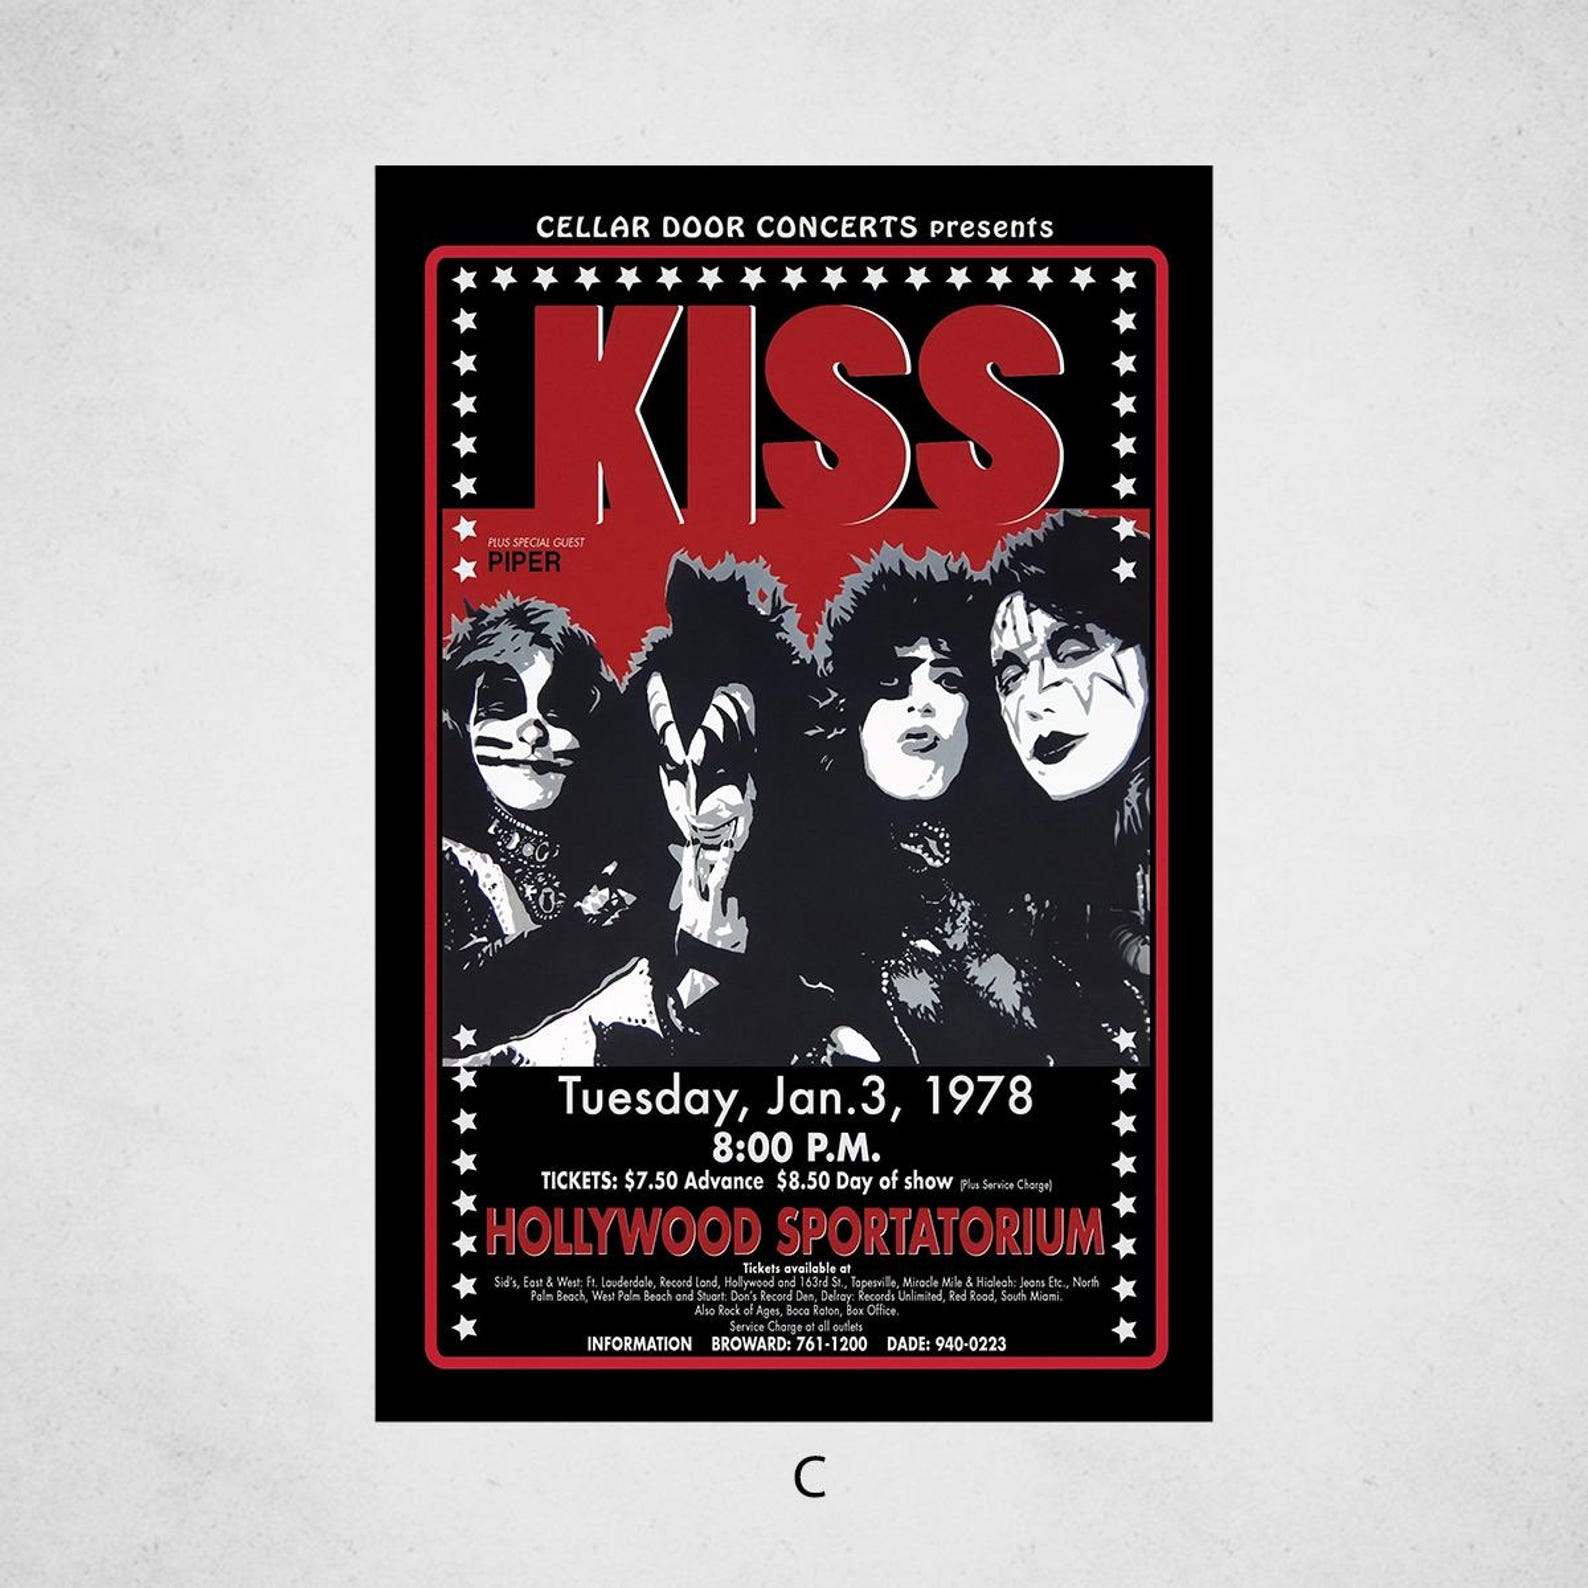 CELLAR DOOR CONCERTS presents
KISS
PLUS SPECIAL GUEST
PIPER
Tuesday, Jan.3, 1978
8:00 P.M.
TICKETS: $7.50 Advance $8.50 Day of show (Plus Service Charge)
HOLLYWOOD SPORTATORIUM
Tickets available at
Sid's, East & West: Ft. Lauderdale, Record Land, Hollywood and 163rd St., Tapesville, Miracle Mile & Hialeah: Jeans Etc., North
Palm Beach, West Palm Beach and Stuart: Don's Record Den, Delray: Records Unlimited, Red Road, South Miami.
Also Rock of Ages, Boca Raton, Box Office.
Service Charge at all outlets
INFORMATION BROWARD: 761-1200 DADE: 940-0223
C